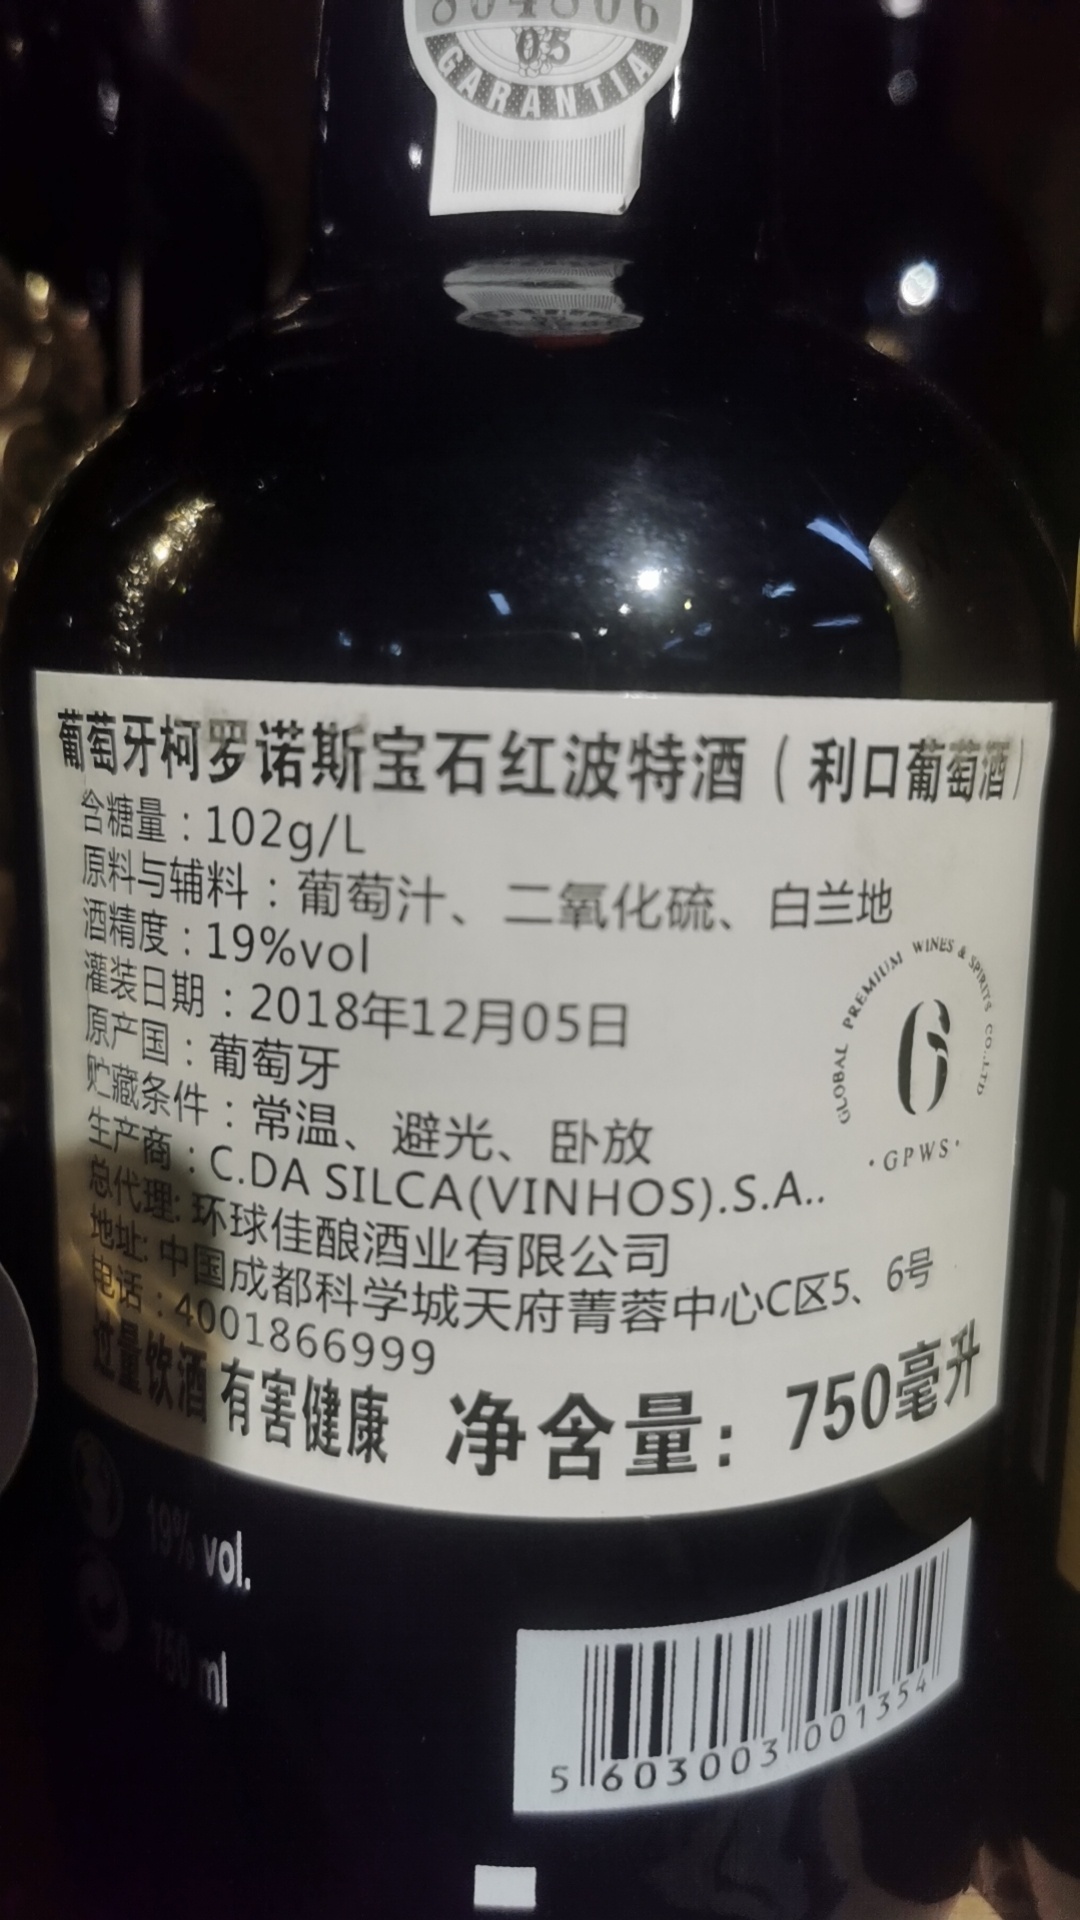 804806
05
GARANTIA
葡萄牙柯罗诺斯宝石红波特酒（利口葡萄酒）
含糖量：102g/L
原料与辅料：葡萄汁、二氧化硫、白兰地
酒精度：19%vol
灌装日期：2018年12月05日
原产国：葡萄牙
贮藏条件：常温、避光、卧放
生产商：C.DA SILCA(VINHOS).S.A..
总代理:环球佳酿酒业有限公司
地址:中国成都科学城天府菁蓉中心C区5、6号
电话：4001866999
过量饮酒 有害健康
净含量：750毫升
GLOBAL PREMIUM WINES & SPIRITS CO.,LTD
·GPWS·
19% vol.
750 ml
5 603003 001354